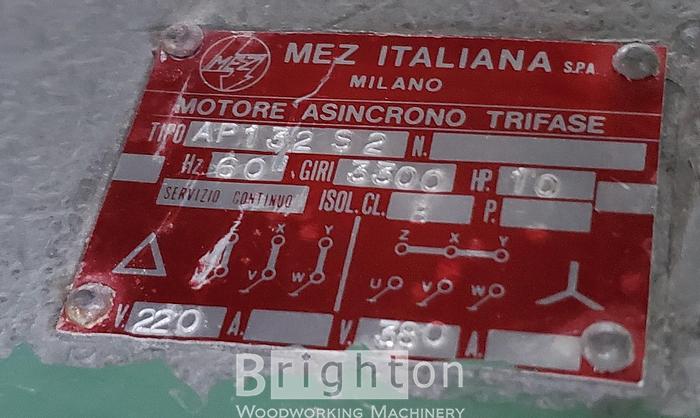 MEZ MEZ ITALIANA S.P.A.
MILANO
MOTORE ASINCRONO TRIFASE
TIPO AP132 S2 N.
Hz. 60 GIRI 3300 HP. 10
SERVIZIO CONTINUO ISOL. CL. P.
Z X Y Z X Y
V W U V W
V. 220 A. V. 380 A.
Brighton
WOODWORKING MACHINERY